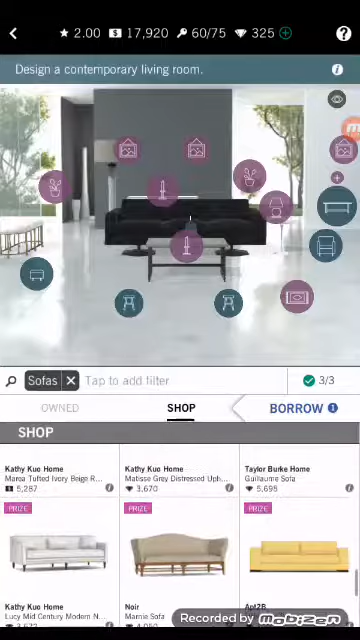 2.00 17,920 60/75 325
Design a contemporary living room.
Sofas Tap to add filter 3/3
OWNED SHOP BORROW 1
SHOP
Kathy Kuo Home Kathy Kuo Home Taylor Burke Home
Maroa Tufted Ivory Beige R... Matisse Grey Distressed Uph... Guillaume Sofa
5,287 3,670 5,695
PRIZE PRIZE PRIZE
Kathy Kuo Home Noir Apt2B
Lucy Mid Century Modern N... Marnie Sofa
Recorded by MOBIZEN